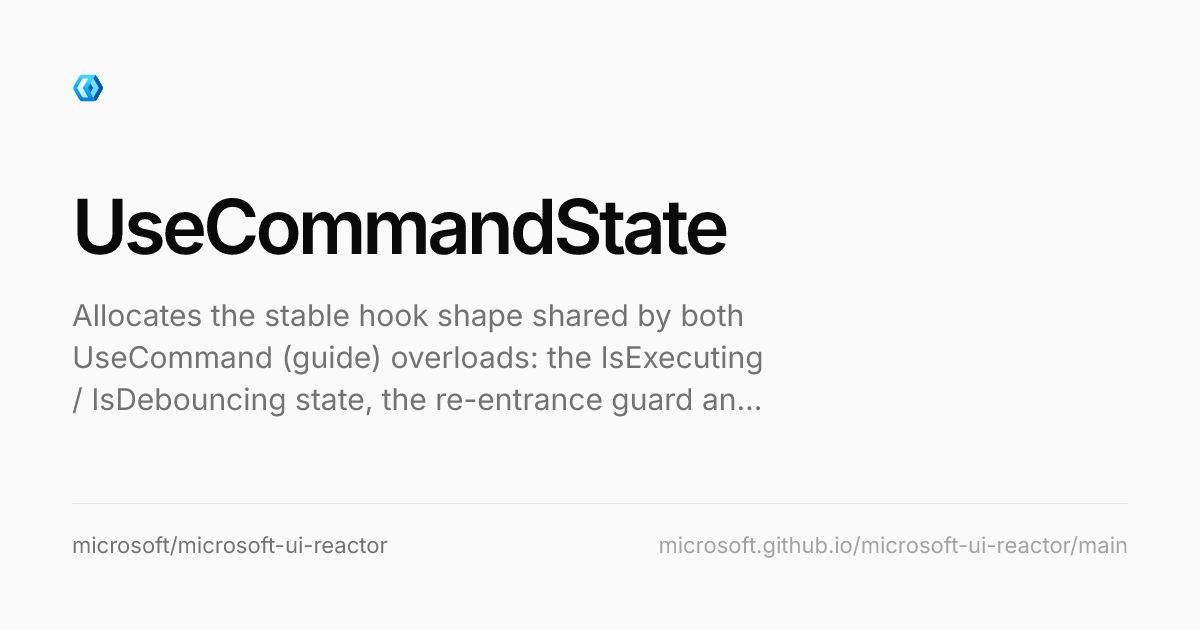 UseCommandState
Allocates the stable hook shape shared by both
UseCommand (guide) overloads: the IsExecuting
/ IsDebouncing state, the re-entrance guard an...
microsoft/microsoft-ui-reactor
microsoft.github.io/microsoft-ui-reactor/main